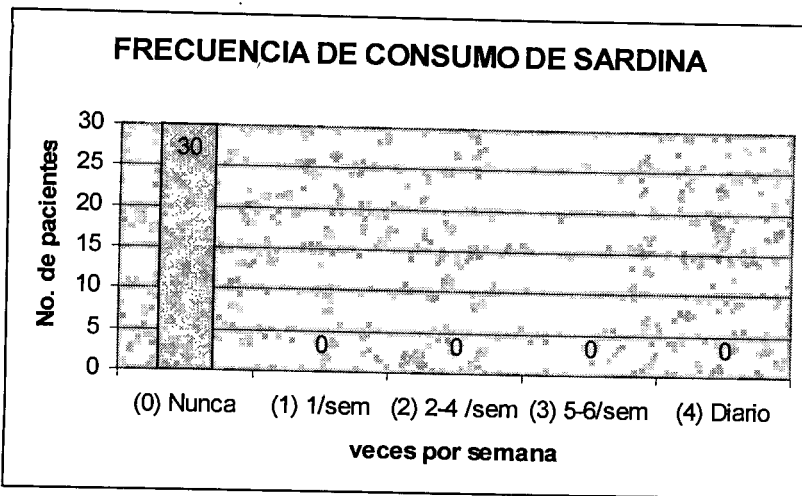 FRECUENCIA DE CONSUMO DE SARDINA
No. de pacientes
30
25
20
15
10
5
0
30
0
0
0
0
(0) Nunca
(1) 1/sem
(2) 2-4 /sem
(3) 5-6/sem
(4) Diario
veces por semana